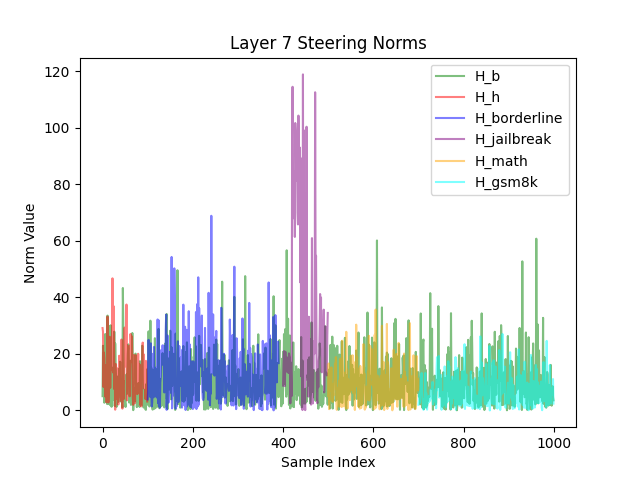 Layer 7 Steering Norms
120
100
80
60
40
20
0
Norm Value
H_b
H_h
H_borderline
H_jailbreak
H_math
H_gsm8k
0
200
400
600
800
1000
Sample Index